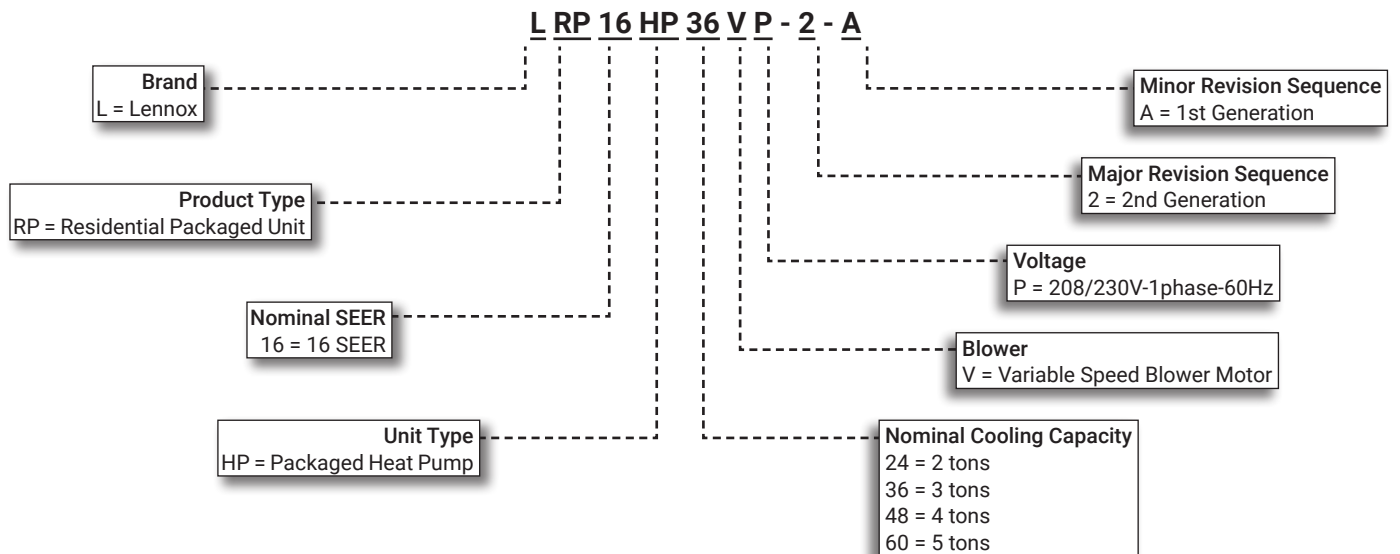 L RP 16 HP 36 V P - 2 - A
Brand
L = Lennox
Product Type
RP = Residential Packaged Unit
Nominal SEER
16 = 16 SEER
Unit Type
HP = Packaged Heat Pump
Minor Revision Sequence
A = 1st Generation
Major Revision Sequence
2 = 2nd Generation
Voltage
P = 208/230V-1phase-60Hz
Blower
V = Variable Speed Blower Motor
Nominal Cooling Capacity
24 = 2 tons
36 = 3 tons
48 = 4 tons
60 = 5 tons